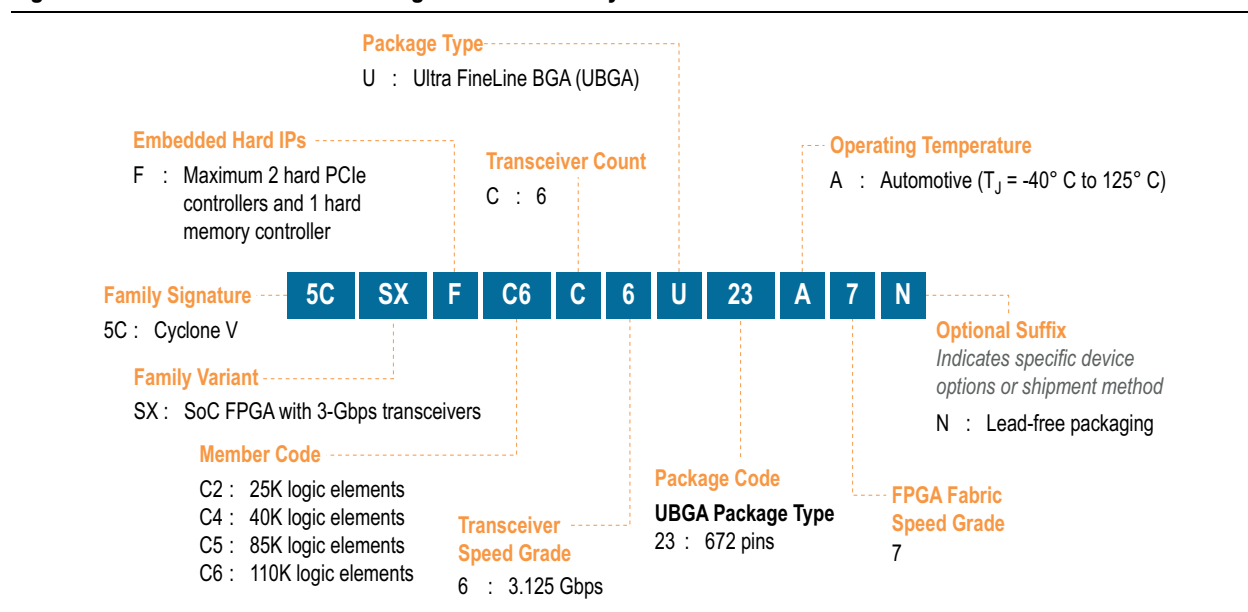 Package Type
U : Ultra FineLine BGA (UBGA)
Embedded Hard IPs
F : Maximum 2 hard PCIe
controllers and 1 hard
memory controller
Transceiver Count
C : 6
Operating Temperature
A : Automotive (TJ = -40° C to 125° C)
5C SX F C6 C 6 U 23 A 7 N
Family Signature
5C : Cyclone V
Family Variant
SX : SoC FPGA with 3-Gbps transceivers
Member Code
C2 : 25K logic elements
C4 : 40K logic elements
C5 : 85K logic elements
C6 : 110K logic elements
Transceiver
Speed Grade
6 : 3.125 Gbps
Package Code
UBGA Package Type
23 : 672 pins
FPGA Fabric
Speed Grade
7
Optional Suffix
Indicates specific device
options or shipment method
N : Lead-free packaging